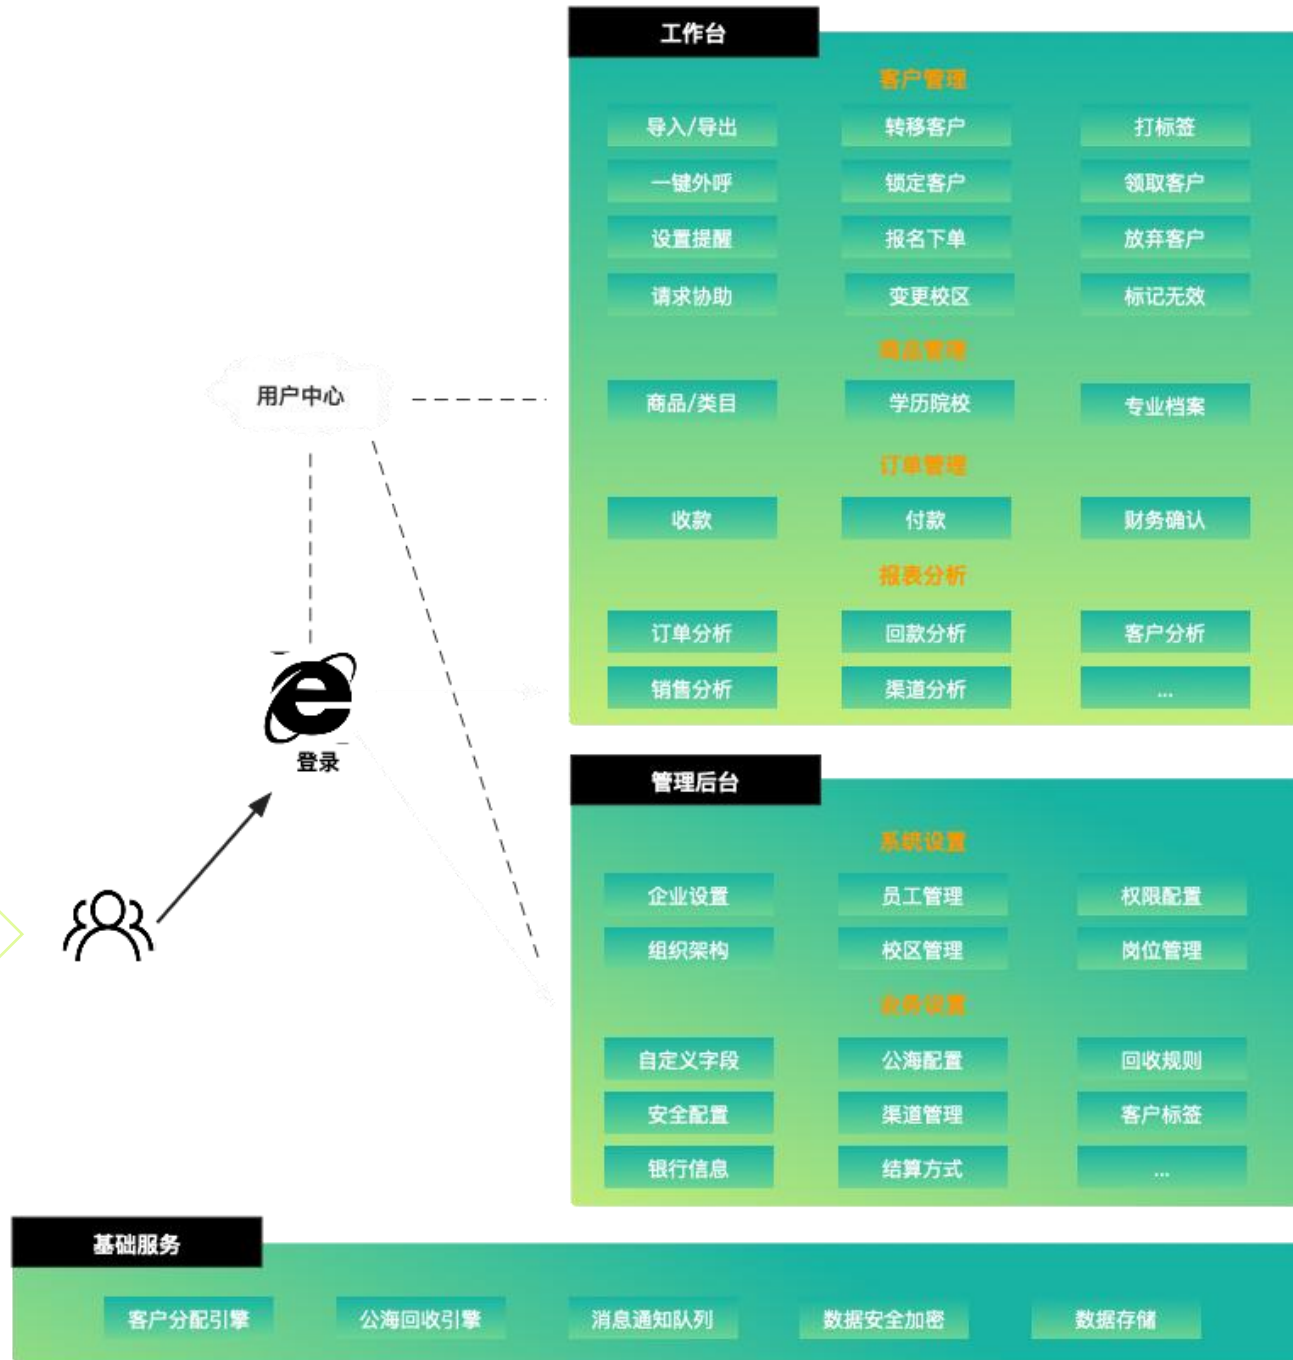 工作台
客户管理
导入/导出 转移客户 打标签
一键外呼 锁定客户 领取客户
设置提醒 报名下单 放弃客户
请求协助 变更校区 标记无效
商品管理
商品/类目 学历院校 专业档案
订单管理
收款 付款 财务确认
报表分析
订单分析 回款分析 客户分析
销售分析 渠道分析 ...
用户中心
登录
管理后台
系统设置
企业设置 员工管理 权限配置
组织架构 校区管理 岗位管理
业务设置
自定义字段 公海配置 回收规则
安全配置 渠道管理 客户标签
银行信息 结算方式 ...
基础服务
客户分配引擎 公海回收引擎 消息通知队列 数据安全加密 数据存储